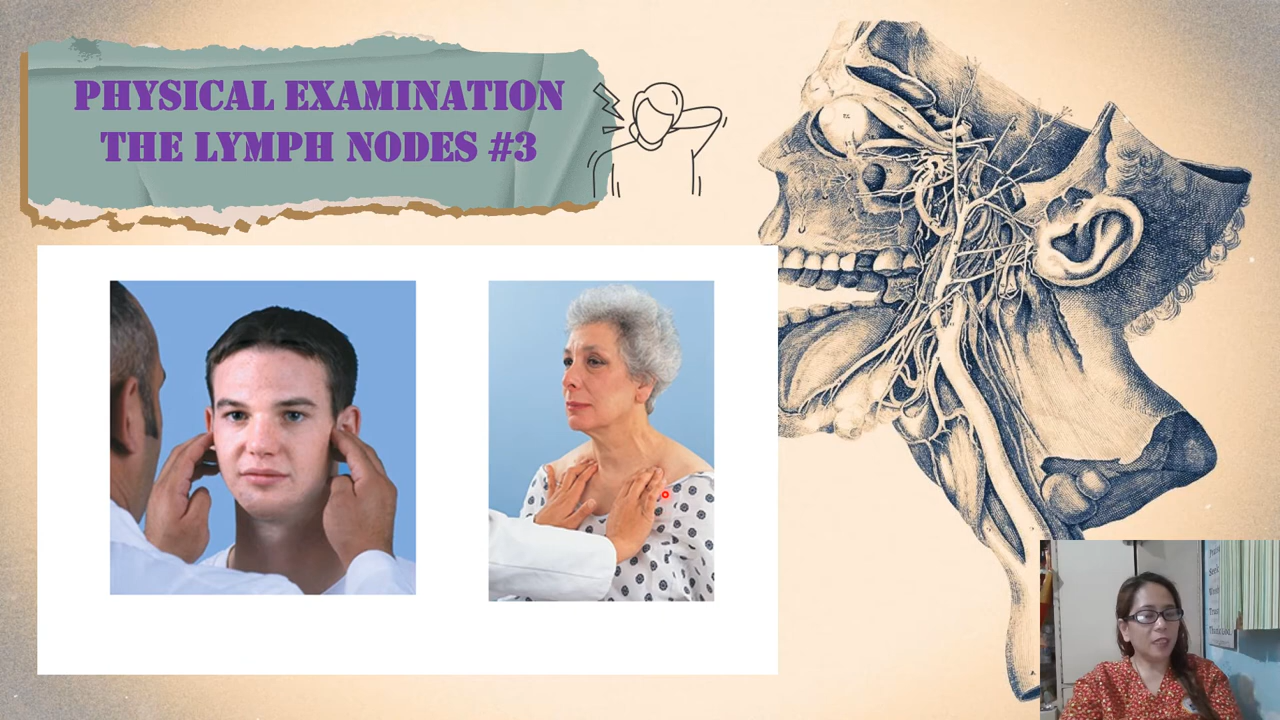 PHYSICAL EXAMINATION
THE LYMPH NODES #3